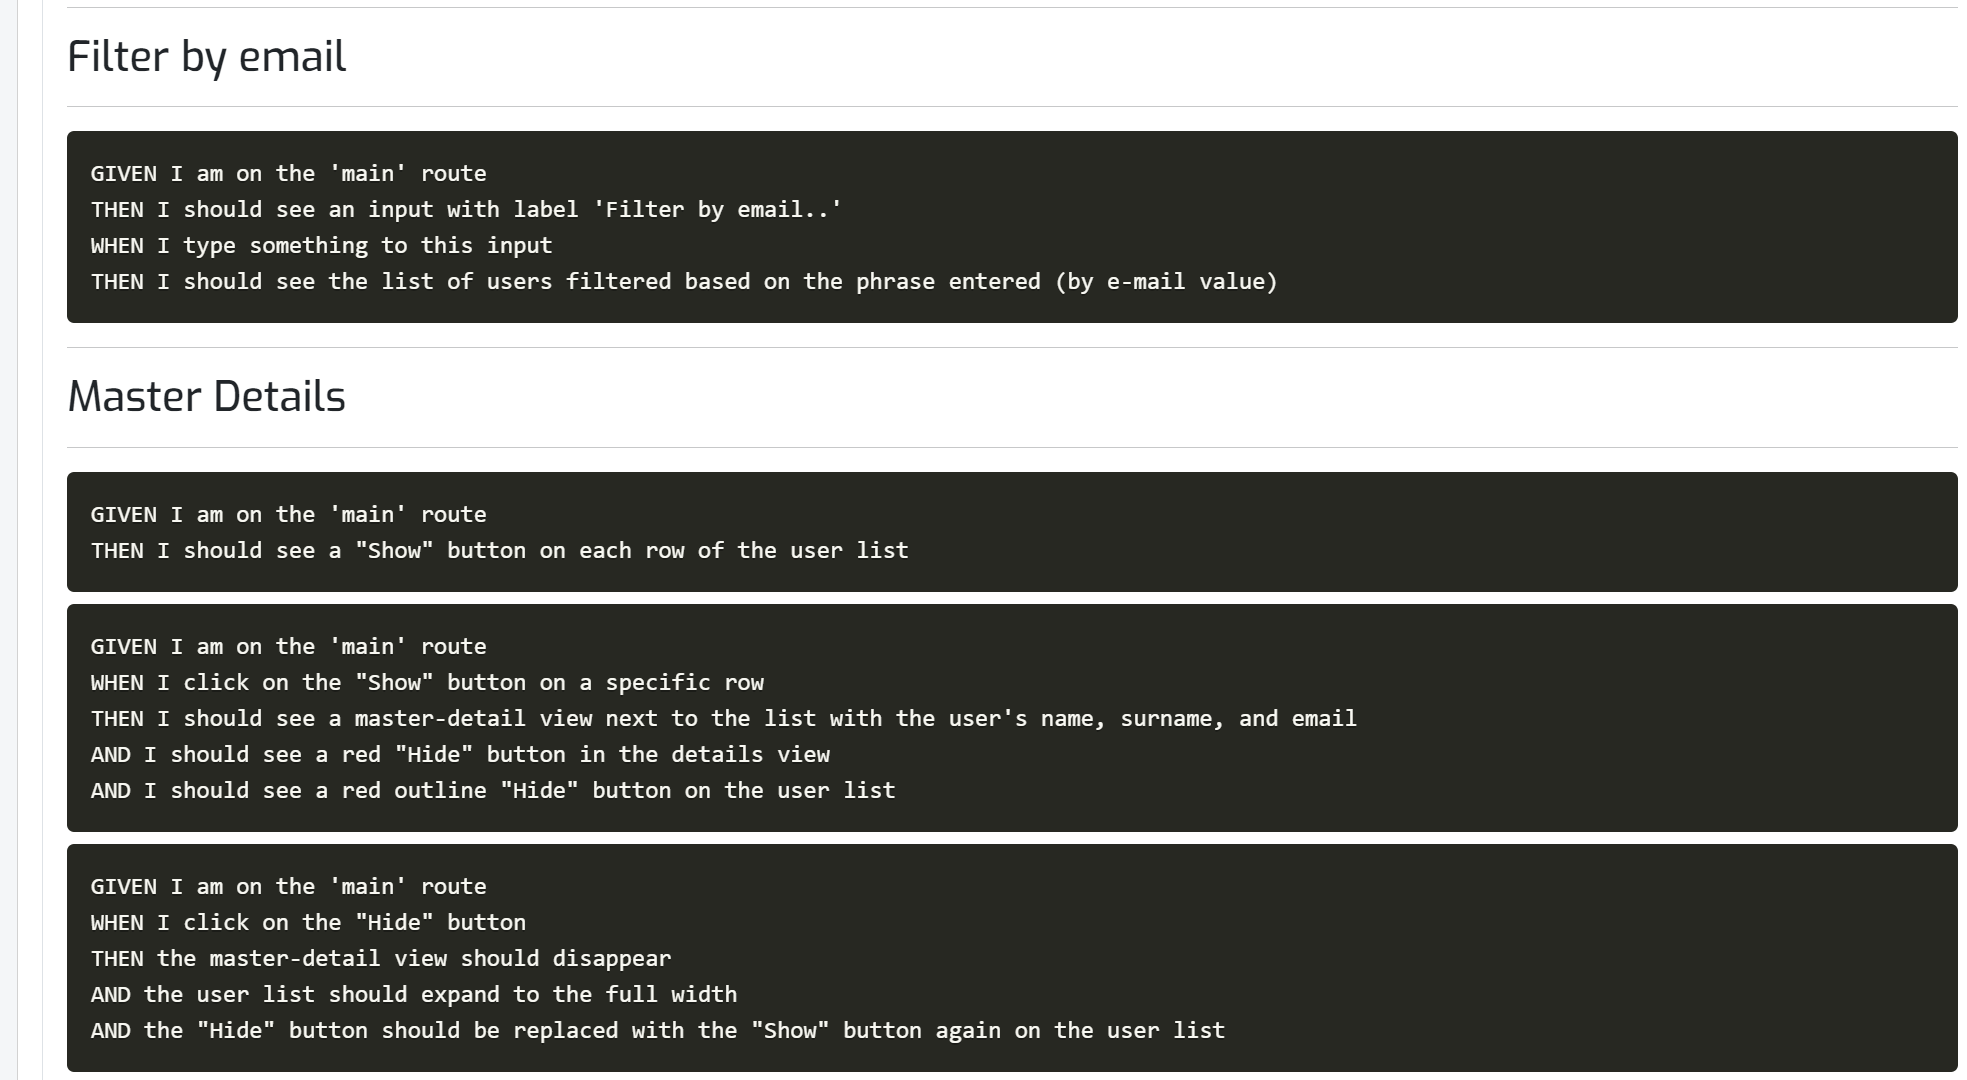 Filter by email
GIVEN I am on the 'main' route
THEN I should see an input with label 'Filter by email..'
WHEN I type something to this input
THEN I should see the list of users filtered based on the phrase entered (by e-mail value)
Master Details
GIVEN I am on the 'main' route
THEN I should see a "Show" button on each row of the user list
GIVEN I am on the 'main' route
WHEN I click on the "Show" button on a specific row
THEN I should see a master-detail view next to the list with the user's name, surname, and email
AND I should see a red "Hide" button in the details view
AND I should see a red outline "Hide" button on the user list
GIVEN I am on the 'main' route
WHEN I click on the "Hide" button
THEN the master-detail view should disappear
AND the user list should expand to the full width
AND the "Hide" button should be replaced with the "Show" button again on the user list